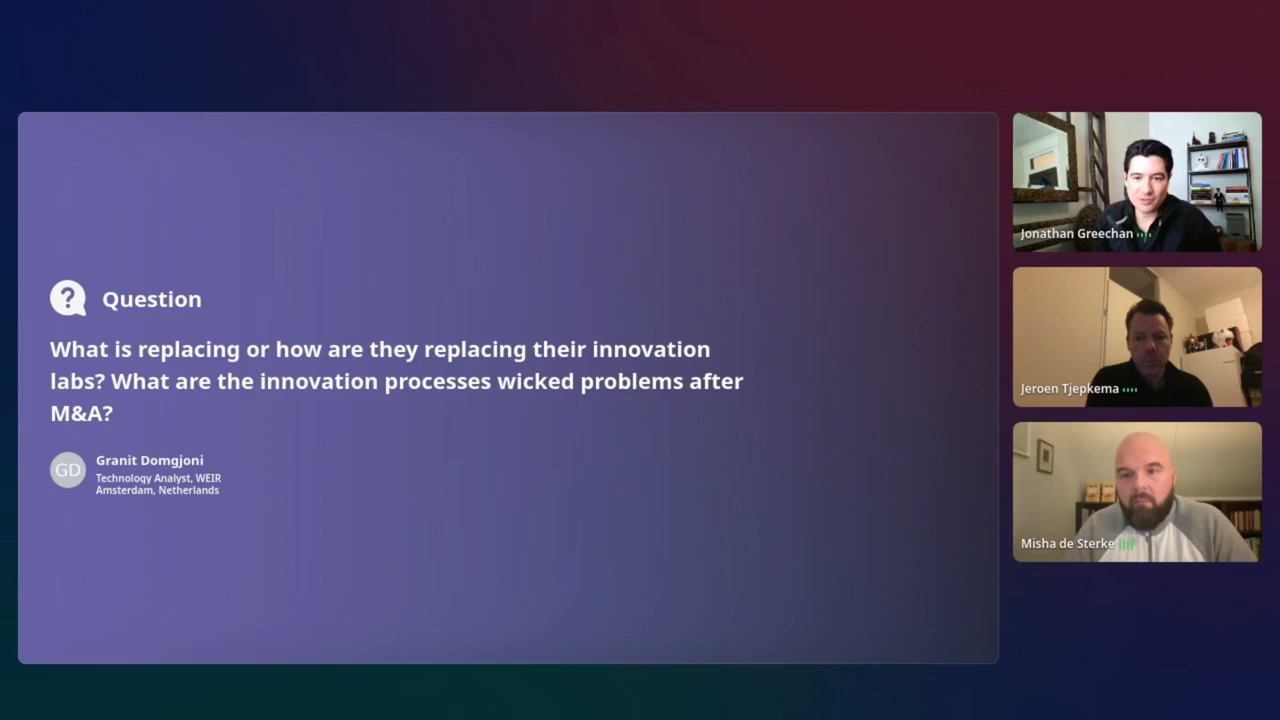 Question
What is replacing or how are they replacing their innovation
labs? What are the innovation processes wicked problems after
M&A?
GD
Granit Domgjoni
Technology Analyst, WEIR
Amsterdam, Netherlands
Jonathan Greechan
Jeroen Tjepkema
Misha de Sterke